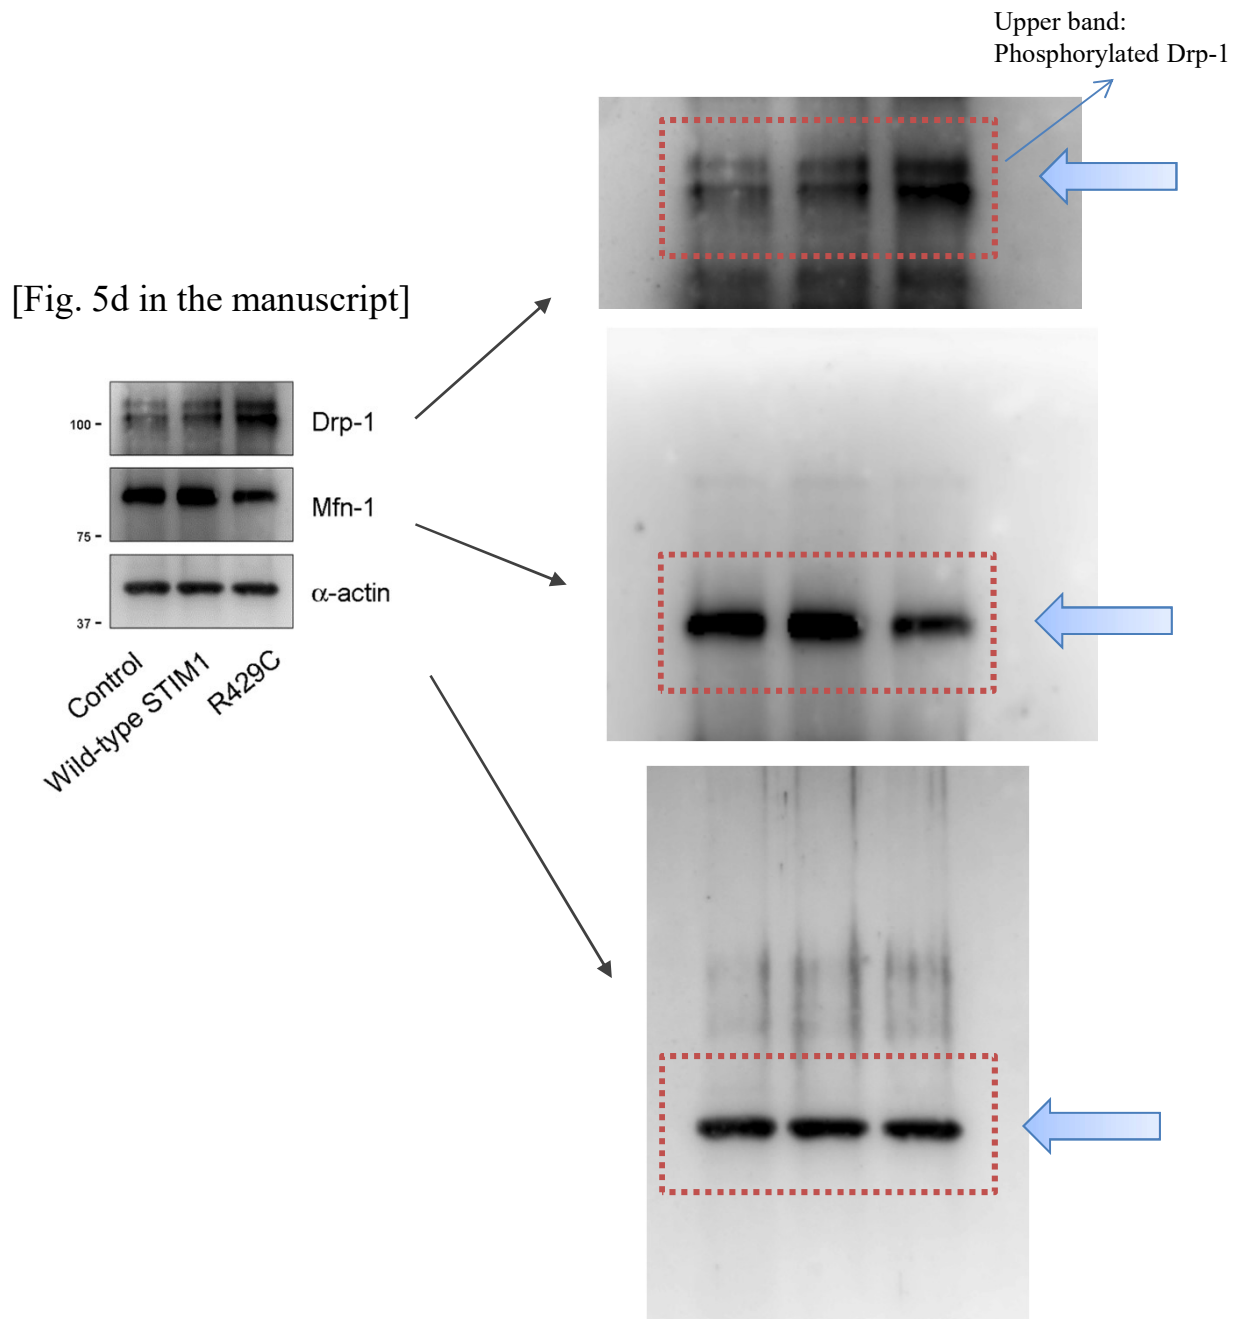 Upper band:
Phosphorylated Drp-1
[Fig. 5d in the manuscript]
100 -
Drp-1
Mfn-1
75 -
α-actin
37 -
Control
Wild-type STIM1
R429C